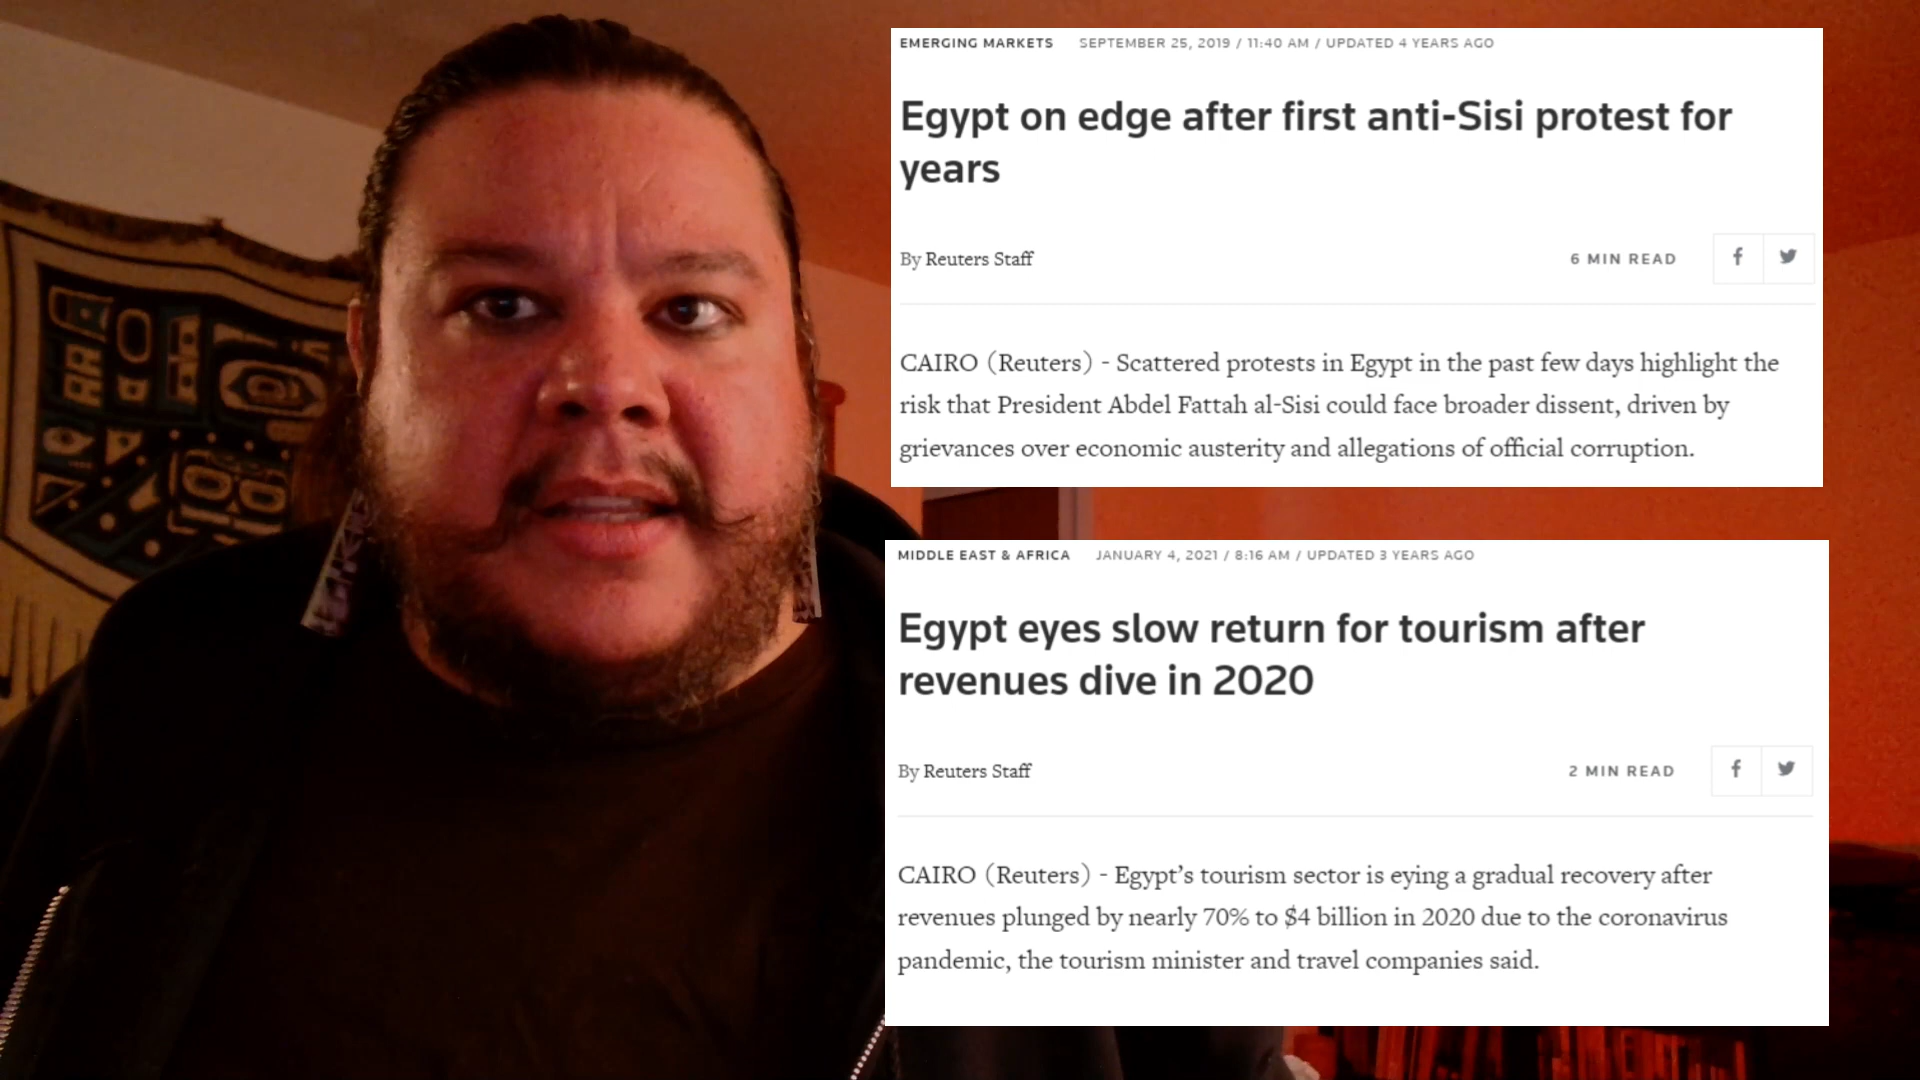 EMERGING MARKETS SEPTEMBER 25, 2019 / 11:40 AM / UPDATED 4 YEARS AGO
Egypt on edge after first anti-Sisi protest for
years
By Reuters Staff
6 MIN READ
CAIRO (Reuters) - Scattered protests in Egypt in the past few days highlight the
risk that President Abdel Fattah al-Sisi could face broader dissent, driven by
grievances over economic austerity and allegations of official corruption.
MIDDLE EAST & AFRICA JANUARY 4, 2021 / 8:16 AM / UPDATED 3 YEARS AGO
Egypt eyes slow return for tourism after
revenues dive in 2020
By Reuters Staff
2 MIN READ
CAIRO (Reuters) - Egypt’s tourism sector is eying a gradual recovery after
revenues plunged by nearly 70% to $4 billion in 2020 due to the coronavirus
pandemic, the tourism minister and travel companies said.